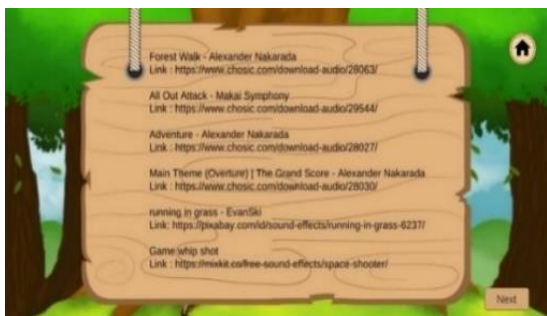 Forest Walk - Alexander Nakarada
Link : https://www.chosic.com/download-audio/28063/
All Out Attack - Makai Symphony
Link : https://www.chosic.com/download-audio/29544/
Adventure - Alexander Nakarada
Link : https://www.chosic.com/download-audio/28027/
Main Theme (Overture) | The Grand Score - Alexander Nakarada
Link : https://www.chosic.com/download-audio/28030/
running in grass - EvanSki
Link: https://pixabay.com/id/sound-effects/running-in-grass-6237/
Game whip shot
Link : https://mixkit.co/free-sound-effects/space-shooter/
Next